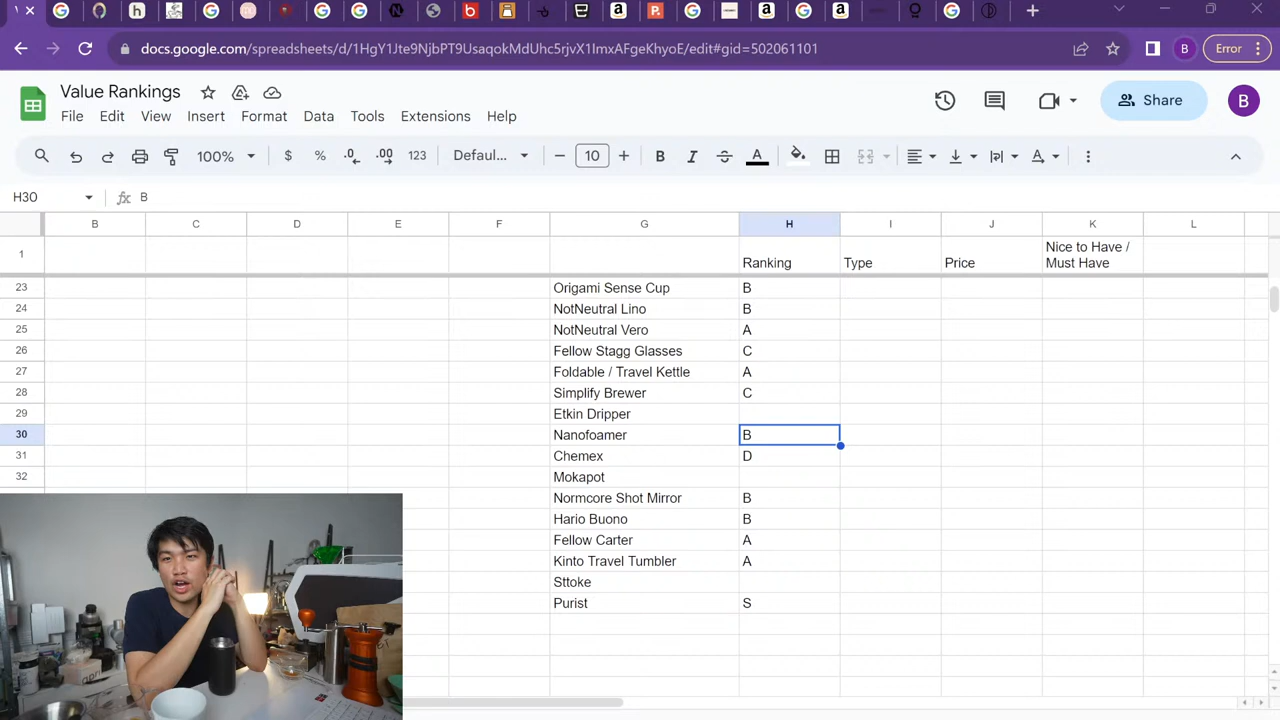 docs.google.com/spreadsheets/d/1HgY1Jte9NjbPT9UsaqokMdUhc5rjvX1ImxAFgeKhyoE/edit#gid=502061101
B
Error
Value Rankings
File Edit View Insert Format Data Tools Extensions Help
Share
B
100% $ % .0 .00 123 Defaul... 10 B I A A
H30 fx B
B C D E F G H I J K L
1 Ranking Type Price Nice to Have /
Must Have
23 Origami Sense Cup B
24 NotNeutral Lino B
25 NotNeutral Vero A
26 Fellow Stagg Glasses C
27 Foldable / Travel Kettle A
28 Simplify Brewer C
29 Etkin Dripper
30 Nanofoamer B
31 Chemex D
32 Mokapot
Normcore Shot Mirror B
Hario Buono B
Fellow Carter A
Kinto Travel Tumbler A
Sttoke
Purist S